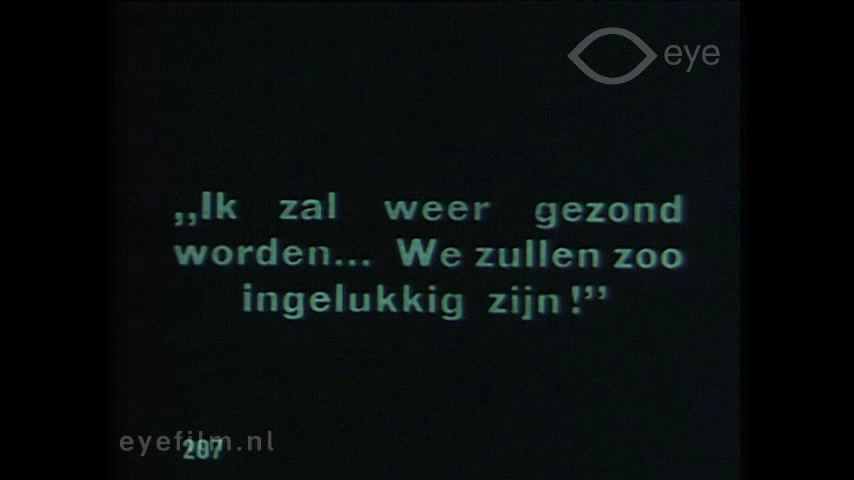 eye
„Ik zal weer gezond
worden... We zullen zoo
ingelukkig zijn!”
eyefilm.nl
207